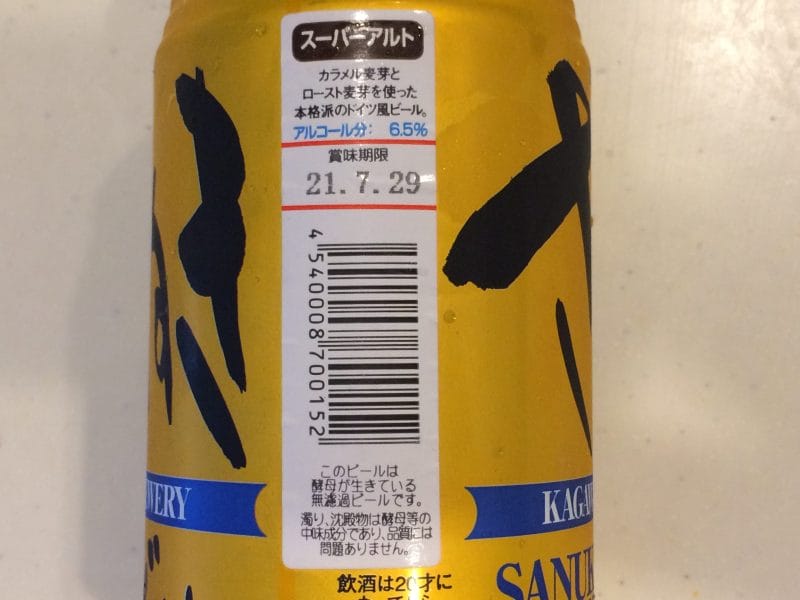 スーパーアルト
カラメル麦芽と
ロースト麦芽を使った
本格派のドイツ風ビール。
アルコール分: 6.5%
賞味期限
21.7.29
4540008700152
このビールは
酵母が生きている
無濾過ビールです。
濁り、沈殿物は酵母等の
中味成分であり、品質には
問題ありません。
飲酒は20才に
WERY
KAGAW
SANUK